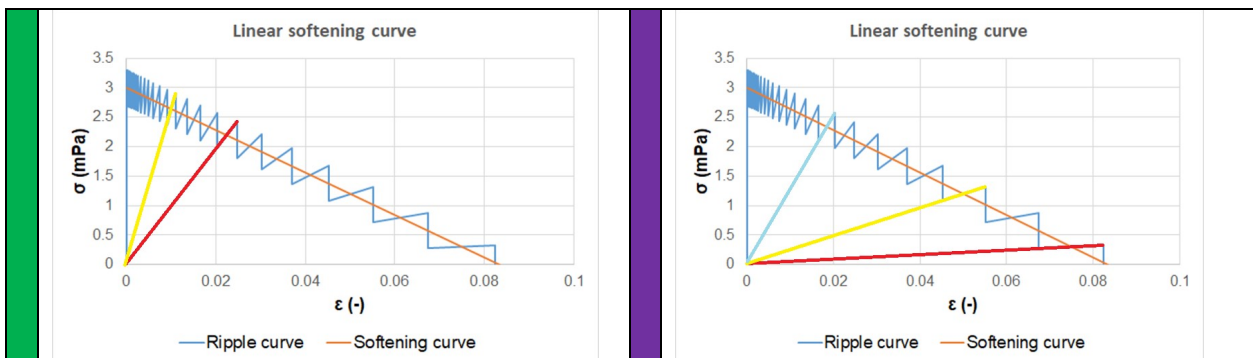 Linear softening curve
3.5
3
2.5
2
1.5
1
0.5
0
σ (mPa)
0 0.02 0.04 0.06 0.08 0.1
ε (-)
Ripple curve Softening curve
Linear softening curve
3.5
3
2.5
2
1.5
1
0.5
0
σ (mPa)
0 0.02 0.04 0.06 0.08 0.1
ε (-)
Ripple curve Softening curve